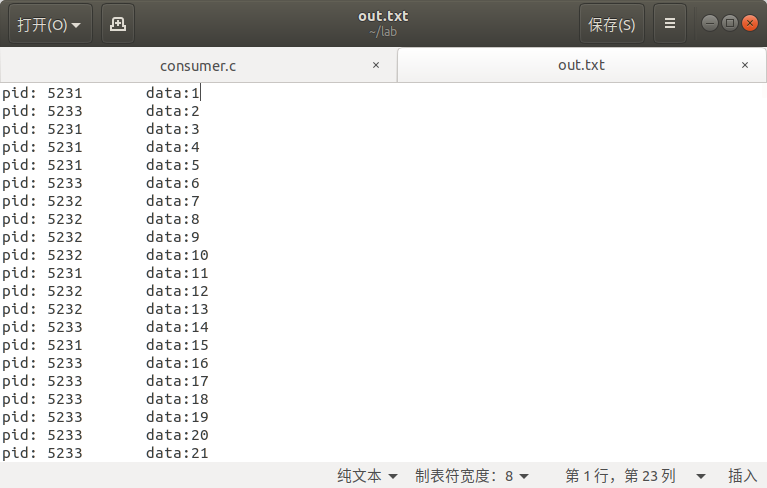 打开(O)
out.txt
~/lab
保存(S)
consumer.c
out.txt
pid: 5231	data:1
pid: 5233	data:2
pid: 5231	data:3
pid: 5231	data:4
pid: 5231	data:5
pid: 5233	data:6
pid: 5232	data:7
pid: 5232	data:8
pid: 5232	data:9
pid: 5232	data:10
pid: 5231	data:11
pid: 5232	data:12
pid: 5232	data:13
pid: 5233	data:14
pid: 5231	data:15
pid: 5233	data:16
pid: 5233	data:17
pid: 5233	data:18
pid: 5233	data:19
pid: 5233	data:20
pid: 5233	data:21
纯文本 制表符宽度：8 第 1 行，第 23 列 插入